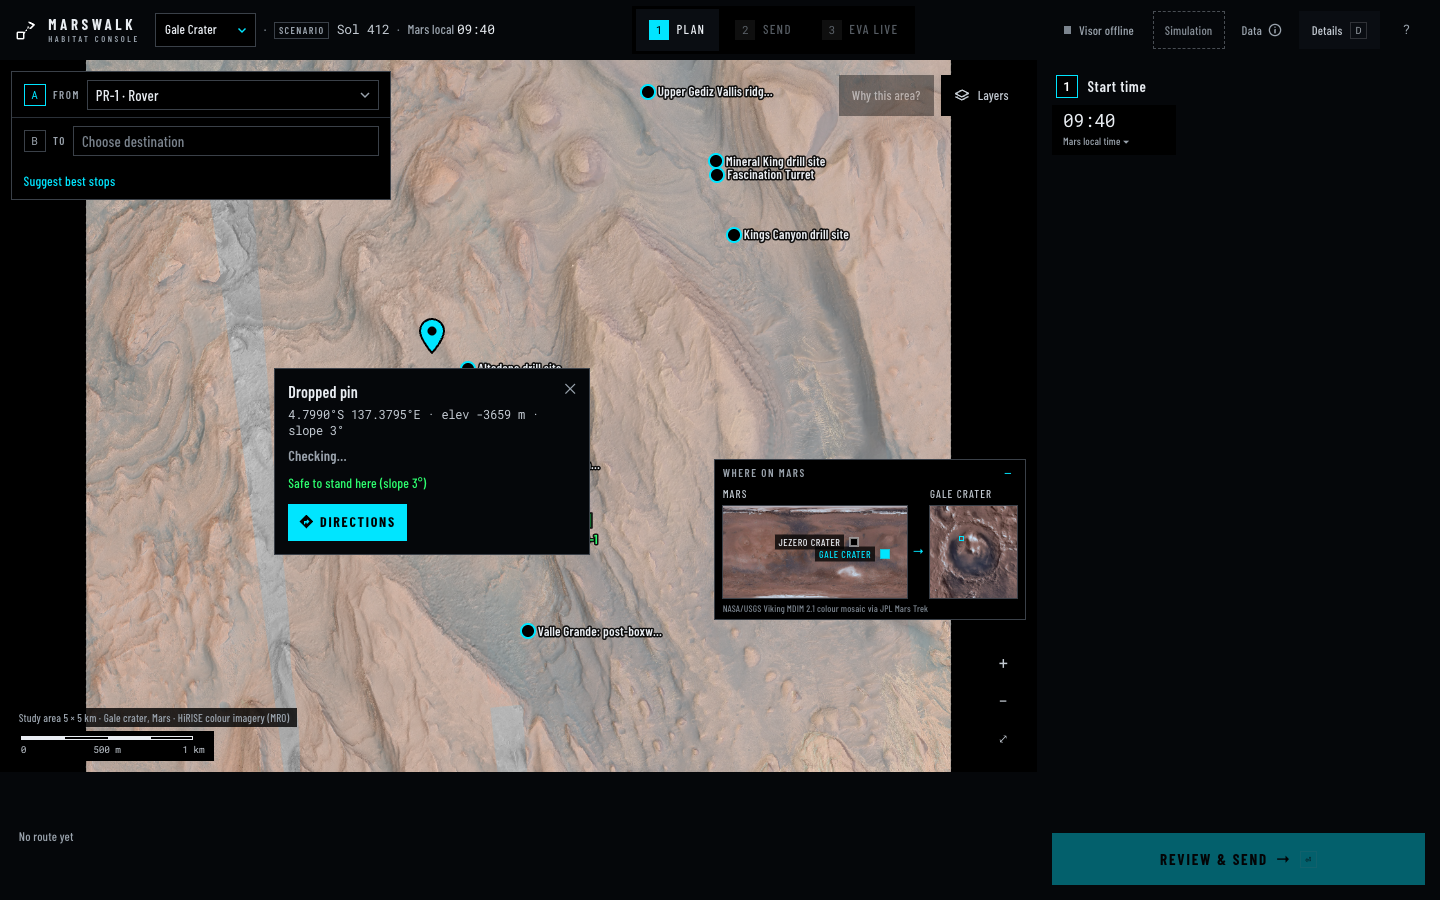 MARSWALK
HABITAT CONSOLE
Gale Crater
· SCENARIO Sol 412 · Mars local 09:40
1 PLAN
2 SEND
3 EVA LIVE
Visor offline
Simulation
Data
Details D
?
A FROM PR-1 · Rover
B TO Choose destination
Suggest best stops
Upper Gediz Vallis ridg...
Why this area?
Layers
Mineral King drill site
Fascination Turret
Kings Canyon drill site
1 Start time
09:40
Mars local time
Dropped pin
4.7990°S 137.3795°E · elev -3659 m ·
slope 3°
Checking...
Safe to stand here (slope 3°)
DIRECTIONS
WHERE ON MARS
MARS
GALE CRATER
JEZERO CRATER
GALE CRATER
NASA/USGS Viking MDIM 2.1 colour mosaic via JPL Mars Trek
Valle Grande: post-boxw...
Study area 5 × 5 km · Gale crater, Mars · HiRISE colour imagery (MRO)
0 500 m 1 km
No route yet
REVIEW & SEND →